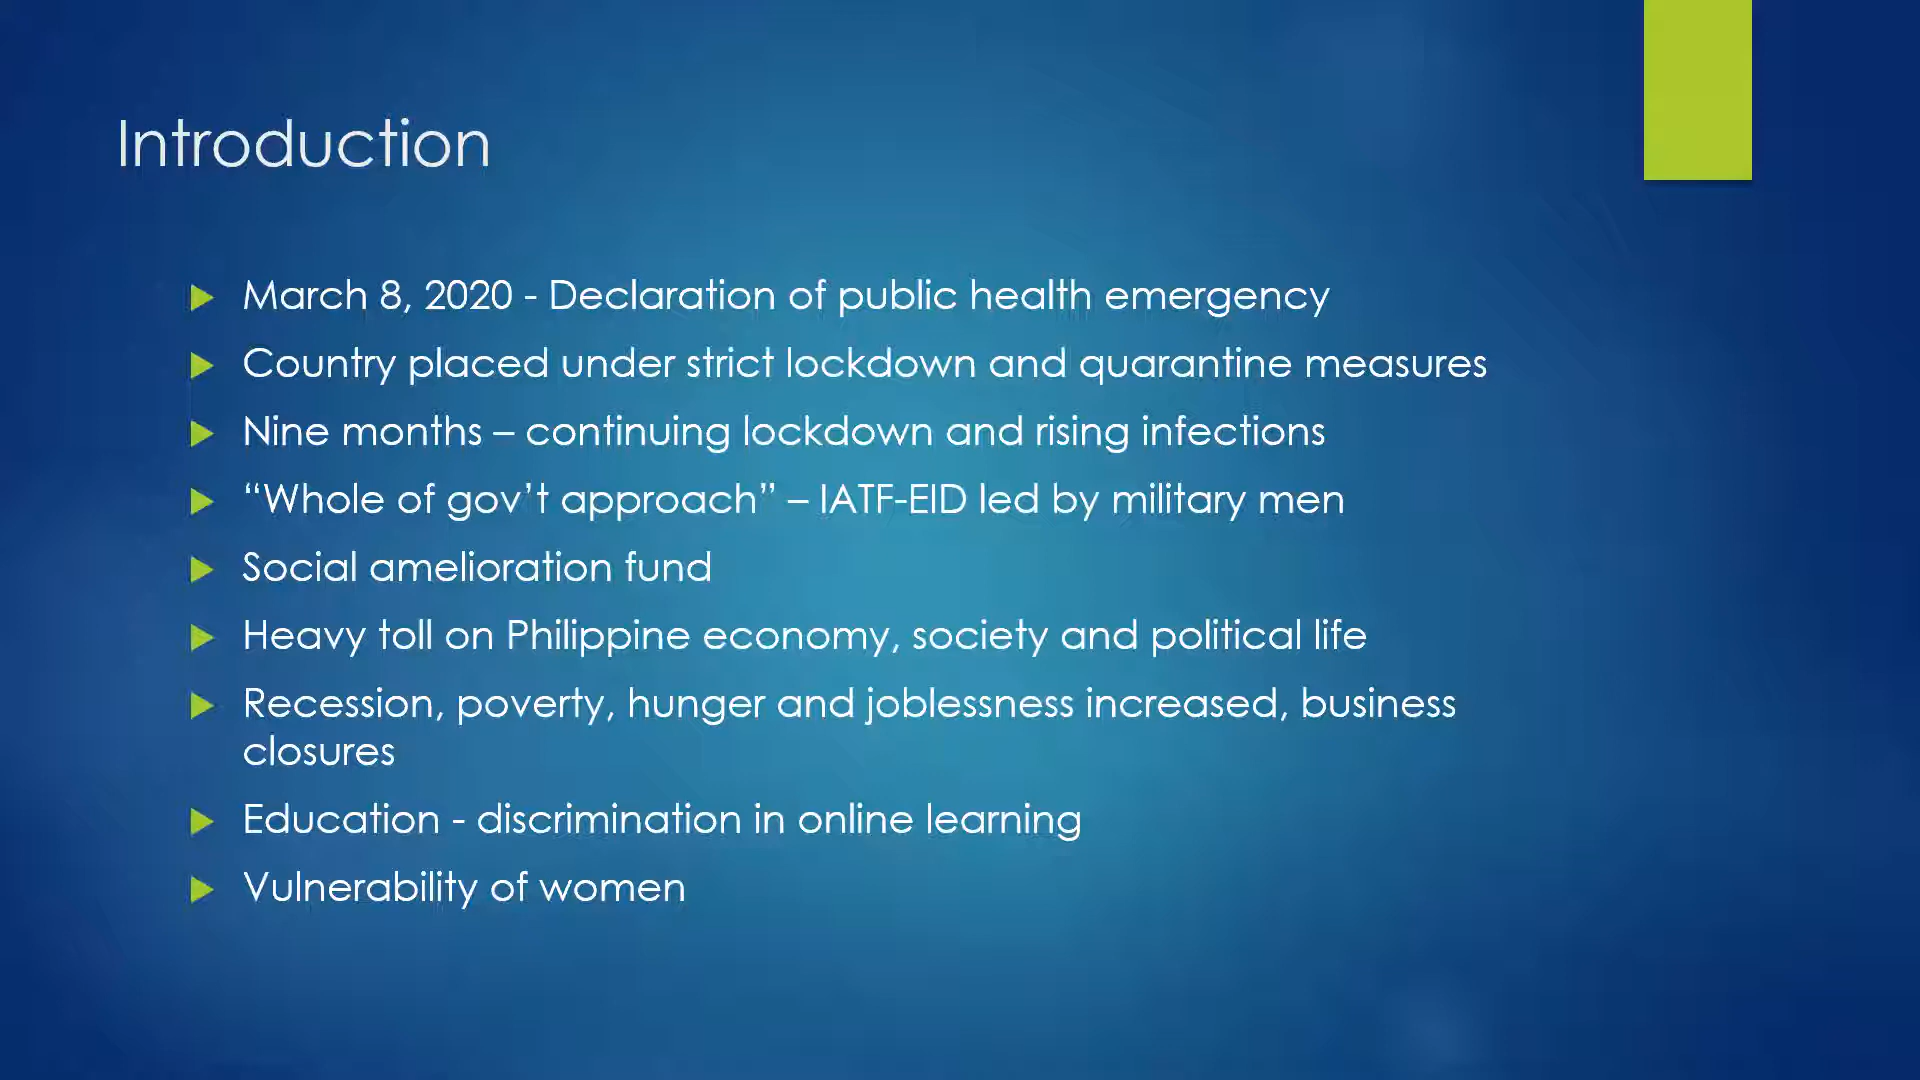 Introduction
March 8, 2020 - Declaration of public health emergency
Country placed under strict lockdown and quarantine measures
Nine months – continuing lockdown and rising infections
“Whole of gov’t approach” – IATF-EID led by military men
Social amelioration fund
Heavy toll on Philippine economy, society and political life
Recession, poverty, hunger and joblessness increased, business
closures
Education - discrimination in online learning
Vulnerability of women